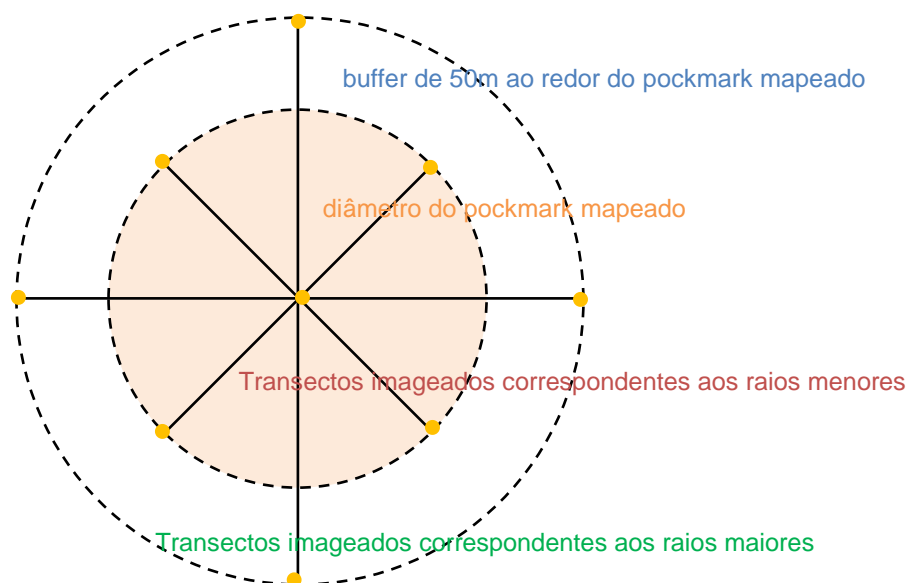 buffer de 50m ao redor do pockmark mapeado
diâmetro do pockmark mapeado
Transectos imageados correspondentes aos raios menores
Transectos imageados correspondentes aos raios maiores